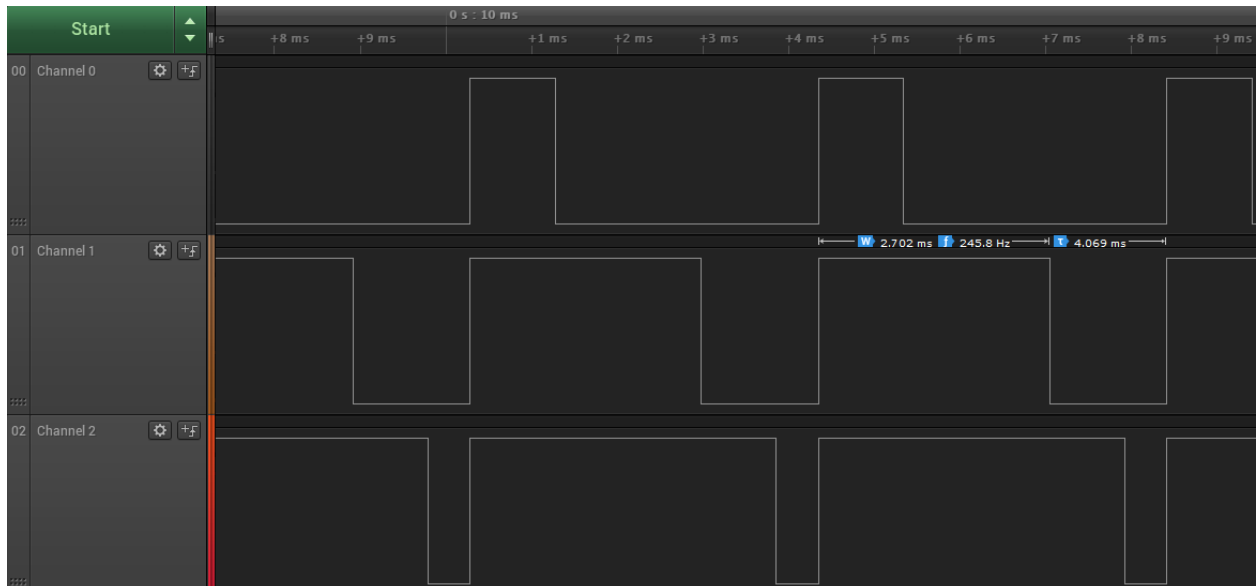 Start
0 s : 10 ms
+8 ms +9 ms +1 ms +2 ms +3 ms +4 ms +5 ms +6 ms +7 ms +8 ms +9 ms
00 Channel 0
01 Channel 1
W 2.702 ms f 245.8 Hz T 4.069 ms
02 Channel 2